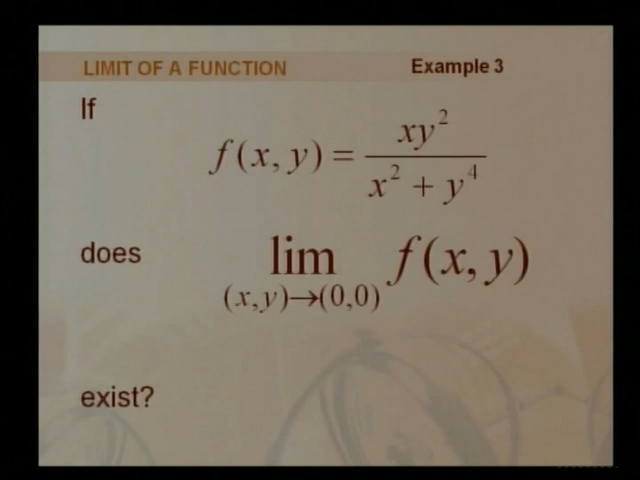 LIMIT OF A FUNCTION Example 3
If
f(x, y) = xy² / (x² + y⁴)
does lim f(x, y)
(x,y)→(0,0)
exist?